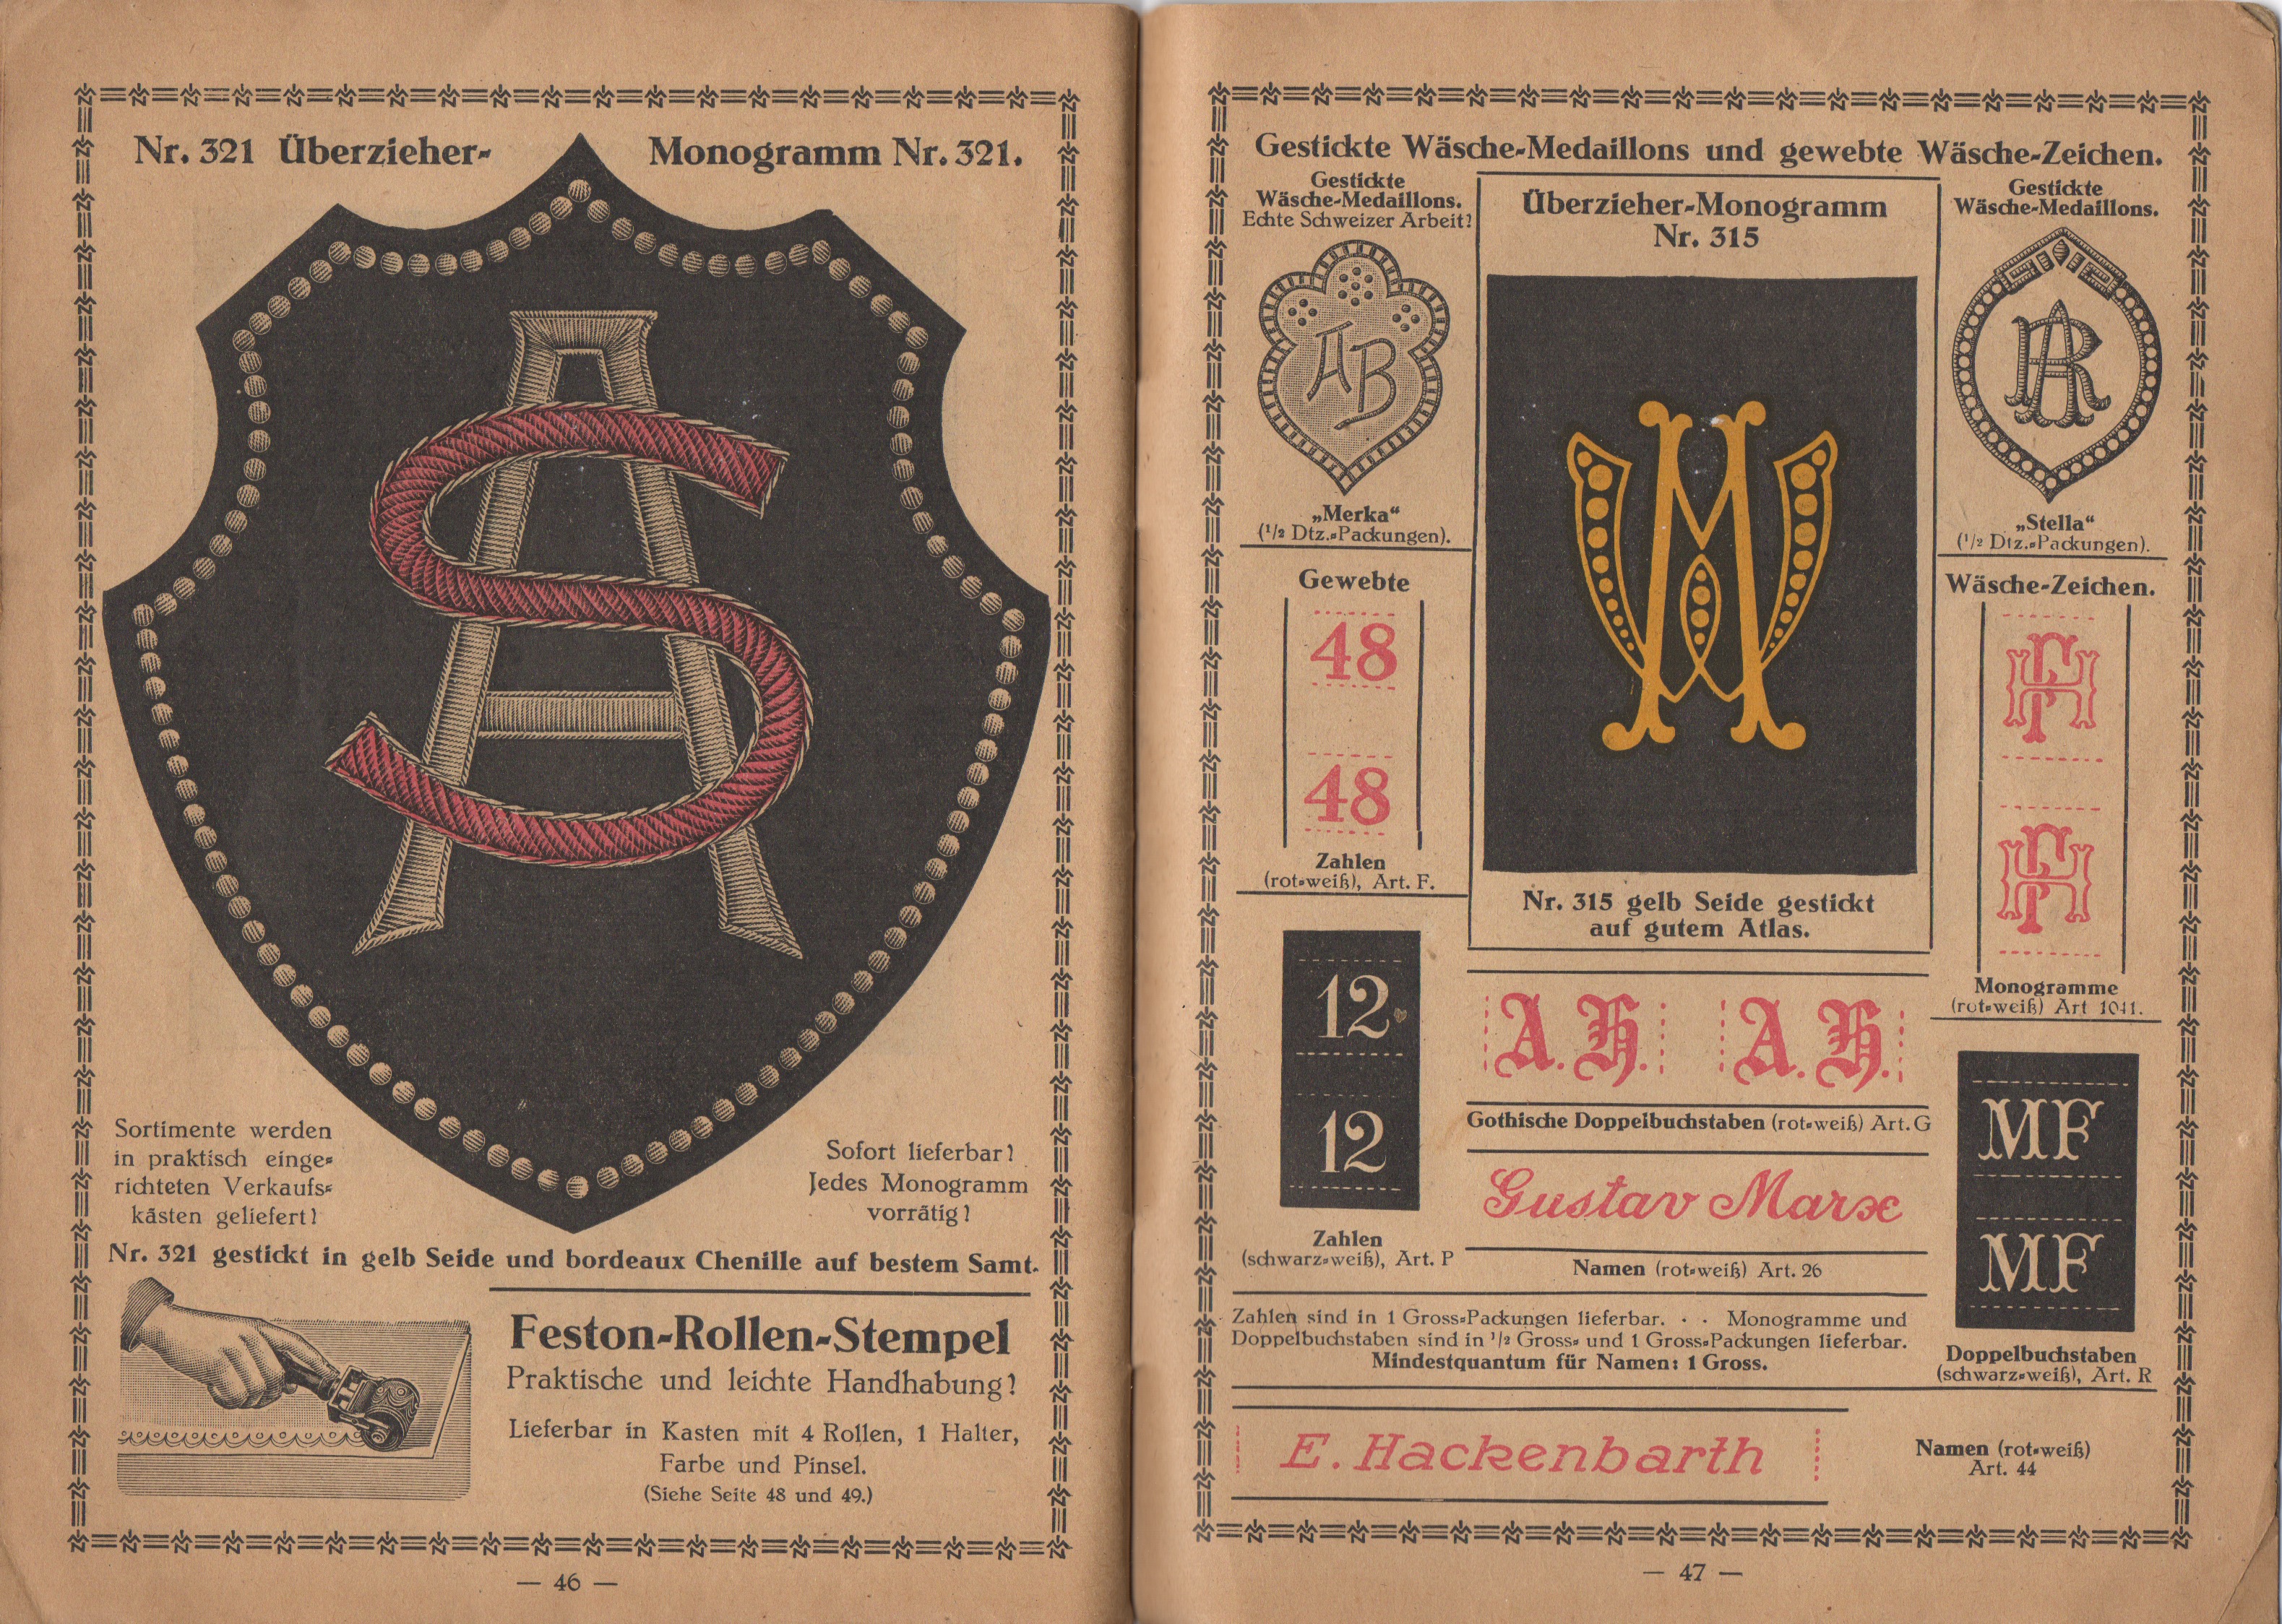 Nr. 321 Überzieher-Monogramm Nr. 321.
AS
Sortimente werden
in praktisch einge-
richteten Verkaufs-
kästen geliefert!
Sofort lieferbar!
Jedes Monogramm
vorrätig!
Nr. 321 gestickt in gelb Seide und bordeaux Chenille auf bestem Samt.
Feston-Rollen-Stempel
Praktische und leichte Handhabung!
Lieferbar in Kasten mit 4 Rollen, 1 Halter,
Farbe und Pinsel.
(Siehe Seite 48 und 49.)
— 46 —
Gestickte Wäsche-Medaillons und gewebte Wäsche-Zeichen.
Gestickte
Wäsche-Medaillons.
Echte Schweizer Arbeit!
AB
„Merka“
(1/2 Dtz.-Packungen).
Gewebte
48
48
Zahlen
(rot-weiß), Art. F.
12
12
Zahlen
(schwarz-weiß), Art. P
Überzieher-Monogramm
Nr. 315
Nr. 315 gelb Seide gestickt
auf gutem Atlas.
A. H. A. H.
Gothische Doppelbuchstaben (rot-weiß) Art. G
Gustav Marx
Namen (rot-weiß) Art. 26
Gestickte
Wäsche-Medaillons.
AR
„Stella“
(1/2 Dtz.-Packungen).
Wäsche-Zeichen.
FH
FH
Monogramme
(rot-weiß) Art 1041.
MF
MF
Doppelbuchstaben
(schwarz-weiß), Art. R
Zahlen sind in 1 Gross-Packungen lieferbar. · · Monogramme und
Doppelbuchstaben sind in 1/2 Gross- und 1 Gross-Packungen lieferbar.
Mindestquantum für Namen: 1 Gross.
E. Hackenbarth
Namen (rot-weiß)
Art. 44
— 47 —